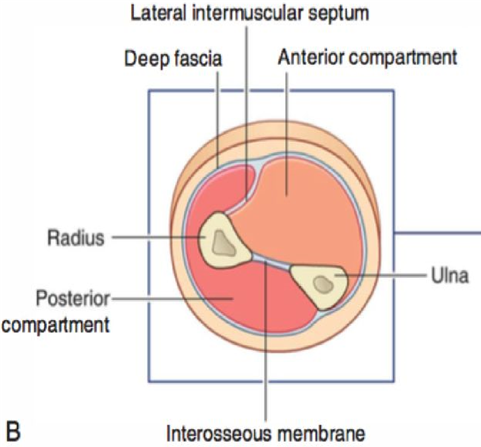 Lateral intermuscular septum
Deep fascia
Anterior compartment
Radius
Ulna
Posterior
compartment
B
Interosseous membrane